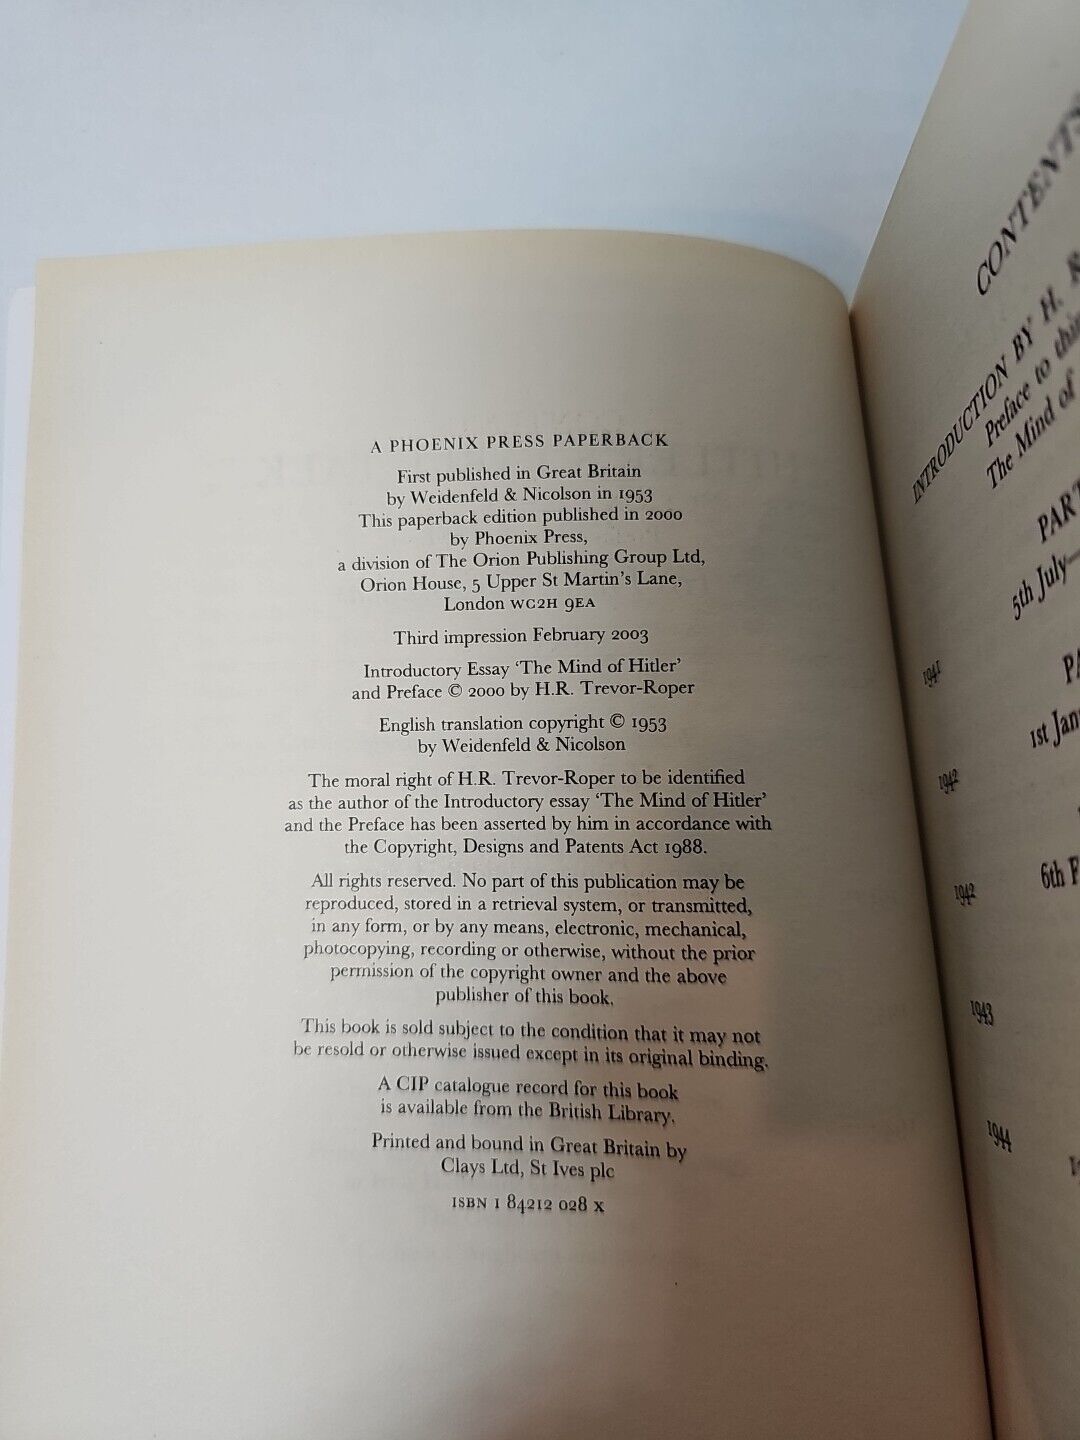 A PHOENIX PRESS PAPERBACK
First published in Great Britain
by Weidenfeld & Nicolson in 1953
This paperback edition published in 2000
by Phoenix Press,
a division of The Orion Publishing Group Ltd,
Orion House, 5 Upper St Martin's Lane,
London WC2H 9EA
Third impression February 2003
Introductory Essay 'The Mind of Hitler'
and Preface © 2000 by H.R. Trevor-Roper
English translation copyright © 1953
by Weidenfeld & Nicolson
The moral right of H.R. Trevor-Roper to be identified
as the author of the Introductory essay 'The Mind of Hitler'
and the Preface has been asserted by him in accordance with
the Copyright, Designs and Patents Act 1988.
All rights reserved. No part of this publication may be
reproduced, stored in a retrieval system, or transmitted,
in any form, or by any means, electronic, mechanical,
photocopying, recording or otherwise, without the prior
permission of the copyright owner and the above
publisher of this book.
This book is sold subject to the condition that it may not
be resold or otherwise issued except in its original binding.
A CIP catalogue record for this book
is available from the British Library.
Printed and bound in Great Britain by
Clays Ltd, St Ives plc
ISBN 1 84212 028 X
CONTENTS
INTRODUCTION BY H. R
Preface to
The Mind of
PART
1941 5th July—
1942 1st Jan
1942 6th F
1943
1944